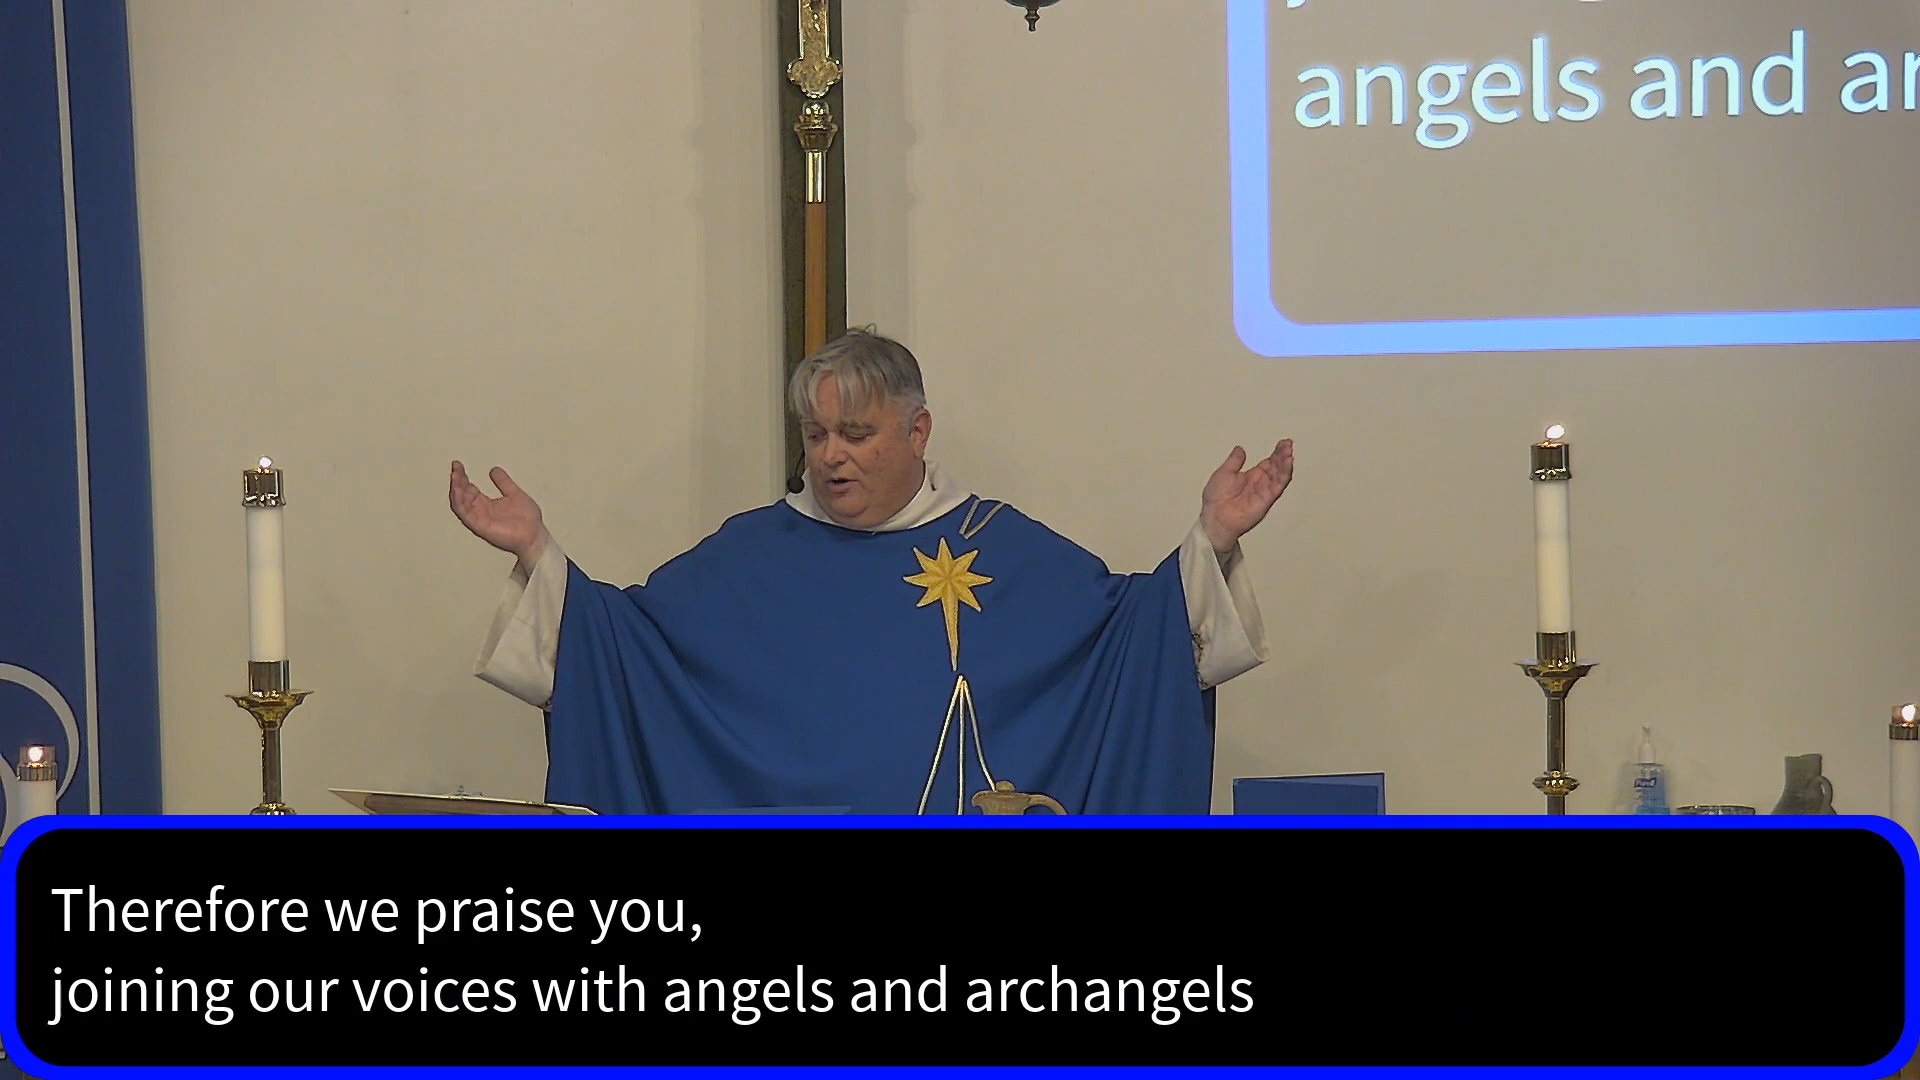 angels and ar
Therefore we praise you,
joining our voices with angels and archangels